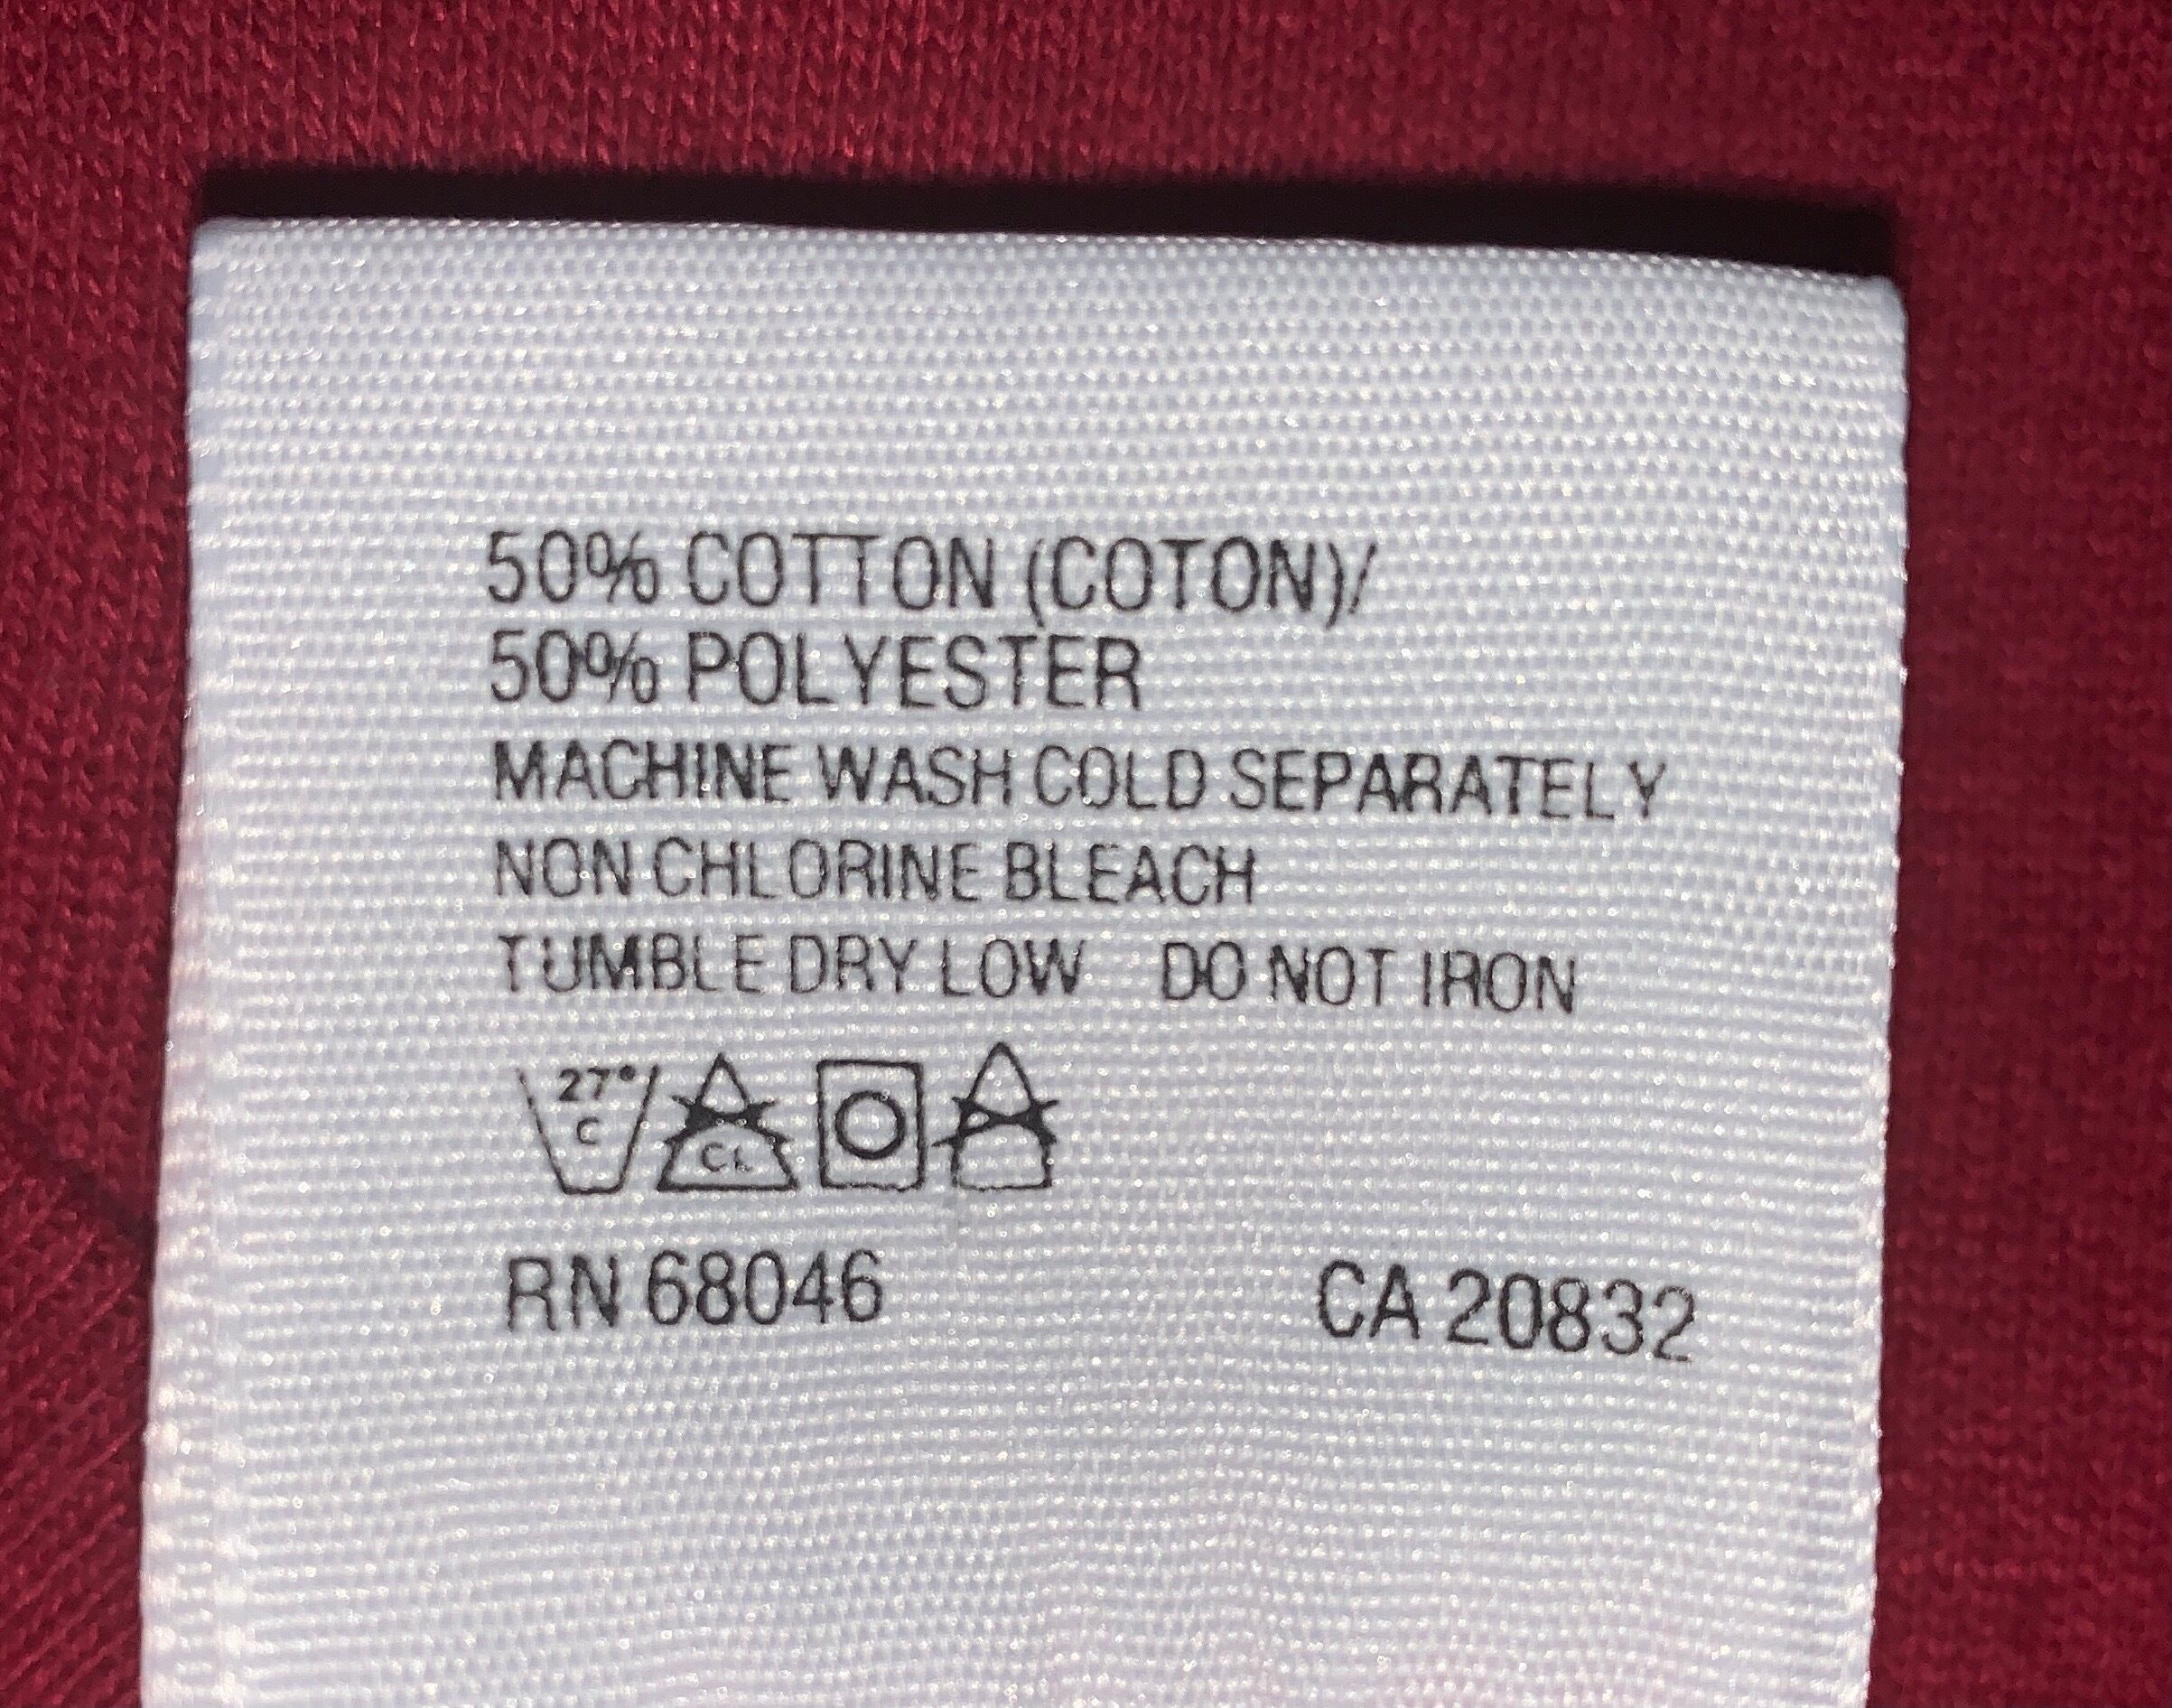 50% COTTON (COTON)/
50% POLYESTER
MACHINE WASH COLD SEPARATELY
NON CHLORINE BLEACH
TUMBLE DRY LOW DO NOT IRON
27°
C
CL
RN 68046 CA 20832